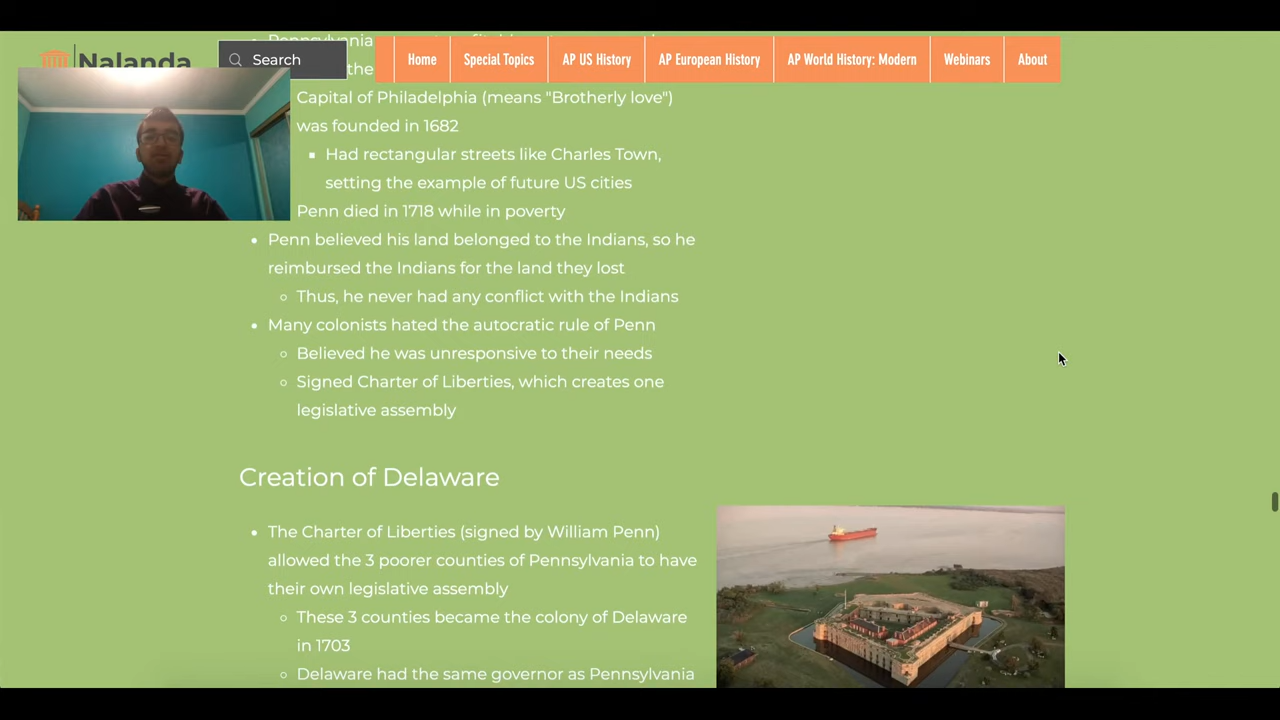 Nalanda
Search
Home
Special Topics
AP US History
AP European History
AP World History: Modern
Webinars
About
Pennsylvania
the
Capital of Philadelphia (means "Brotherly love")
was founded in 1682
Had rectangular streets like Charles Town,
setting the example of future US cities
Penn died in 1718 while in poverty
Penn believed his land belonged to the Indians, so he
reimbursed the Indians for the land they lost
Thus, he never had any conflict with the Indians
Many colonists hated the autocratic rule of Penn
Believed he was unresponsive to their needs
Signed Charter of Liberties, which creates one
legislative assembly
Creation of Delaware
The Charter of Liberties (signed by William Penn)
allowed the 3 poorer counties of Pennsylvania to have
their own legislative assembly
These 3 counties became the colony of Delaware
in 1703
Delaware had the same governor as Pennsylvania